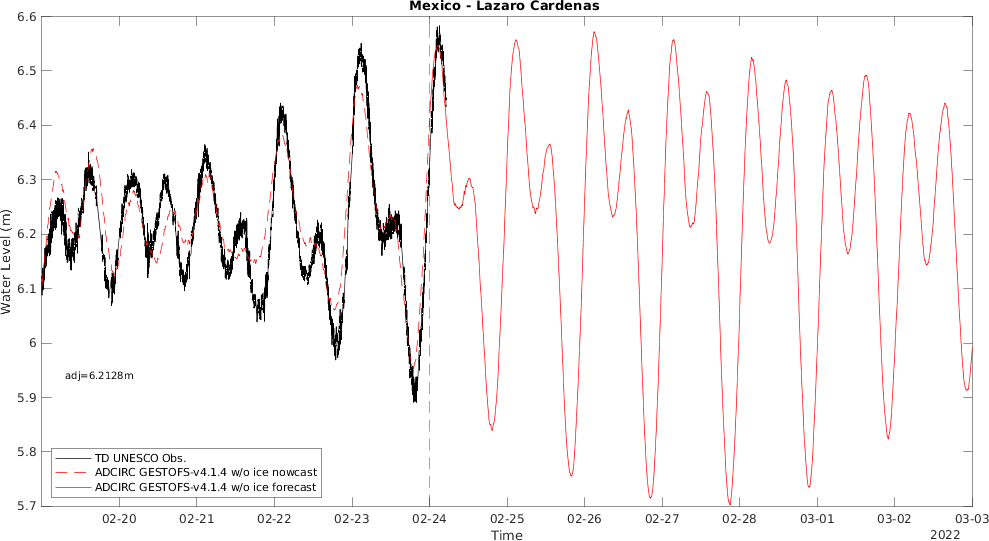 Mexico - Lazaro Cardenas
6.6
6.5
6.4
6.3
6.2
6.1
6
5.9
5.8
5.7
Water Level (m)
adj=6.2128m
TD UNESCO Obs.
ADCIRC GESTOFS-v4.1.4 w/o ice nowcast
ADCIRC GESTOFS-v4.1.4 w/o ice forecast
02-20 02-21 02-22 02-23 02-24 02-25 02-26 02-27 02-28 03-01 03-02 03-03
Time
2022